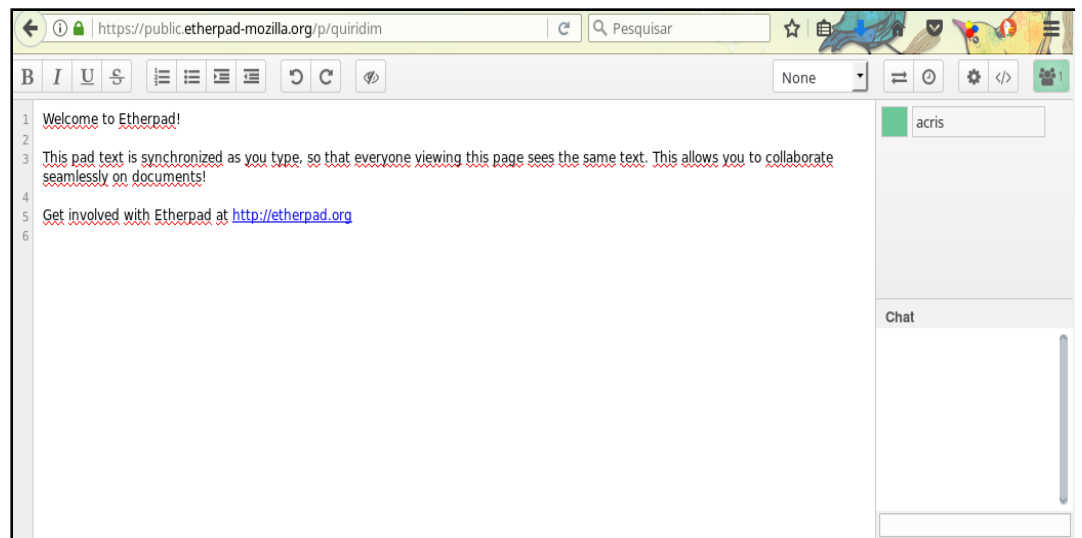 https://public.etherpad-mozilla.org/p/quiridim
Pesquisar
B I U S
None
1
1 Welcome to Etherpad!
2
3 This pad text is synchronized as you type, so that everyone viewing this page sees the same text. This allows you to collaborate
seamlessly on documents!
4
5 Get involved with Etherpad at http://etherpad.org
6
acris
Chat